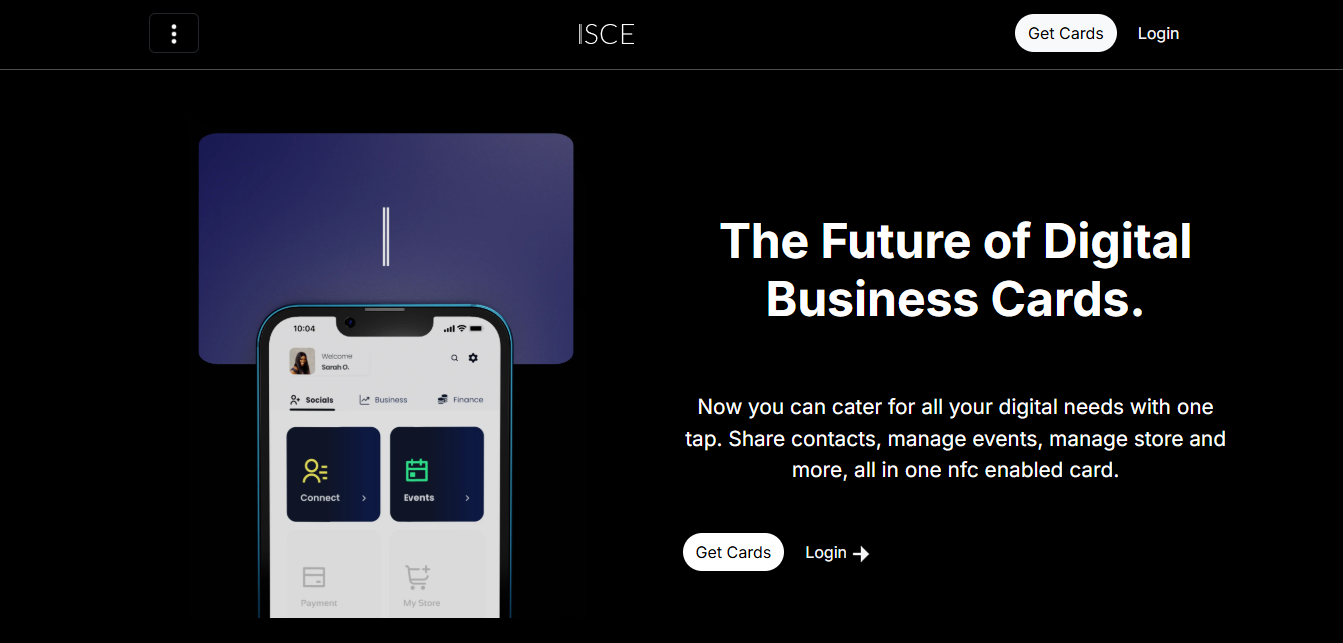 ISCE
Get Cards
Login
The Future of Digital
Business Cards.
Now you can cater for all your digital needs with one
tap. Share contacts, manage events, manage store and
more, all in one nfc enabled card.
Get Cards
Login
10:04
Welcome
Sarah O.
Socials
Business
Finance
Connect
Events
Payment
My Store